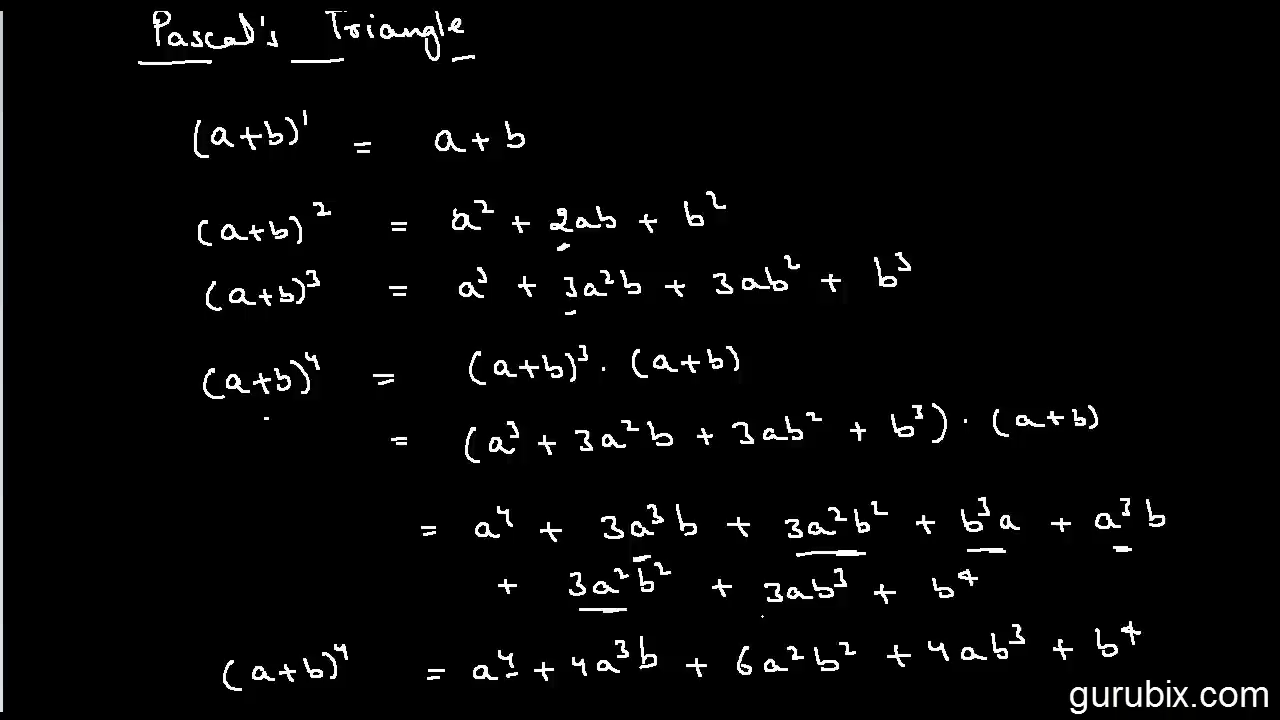 Pascal's Triangle
(a+b)¹ = a + b
(a+b)² = a² + 2ab + b²
(a+b)³ = a³ + 3a²b + 3ab² + b³
(a+b)⁴ = (a+b)³ · (a+b)
= (a³ + 3a²b + 3ab² + b³) · (a+b)
= a⁴ + 3a³b + 3a²b² + b³a + a³b
+ 3a²b² + 3ab³ + b⁴
(a+b)⁴ = a⁴ + 4a³b + 6a²b² + 4ab³ + b⁴
gurubix.com